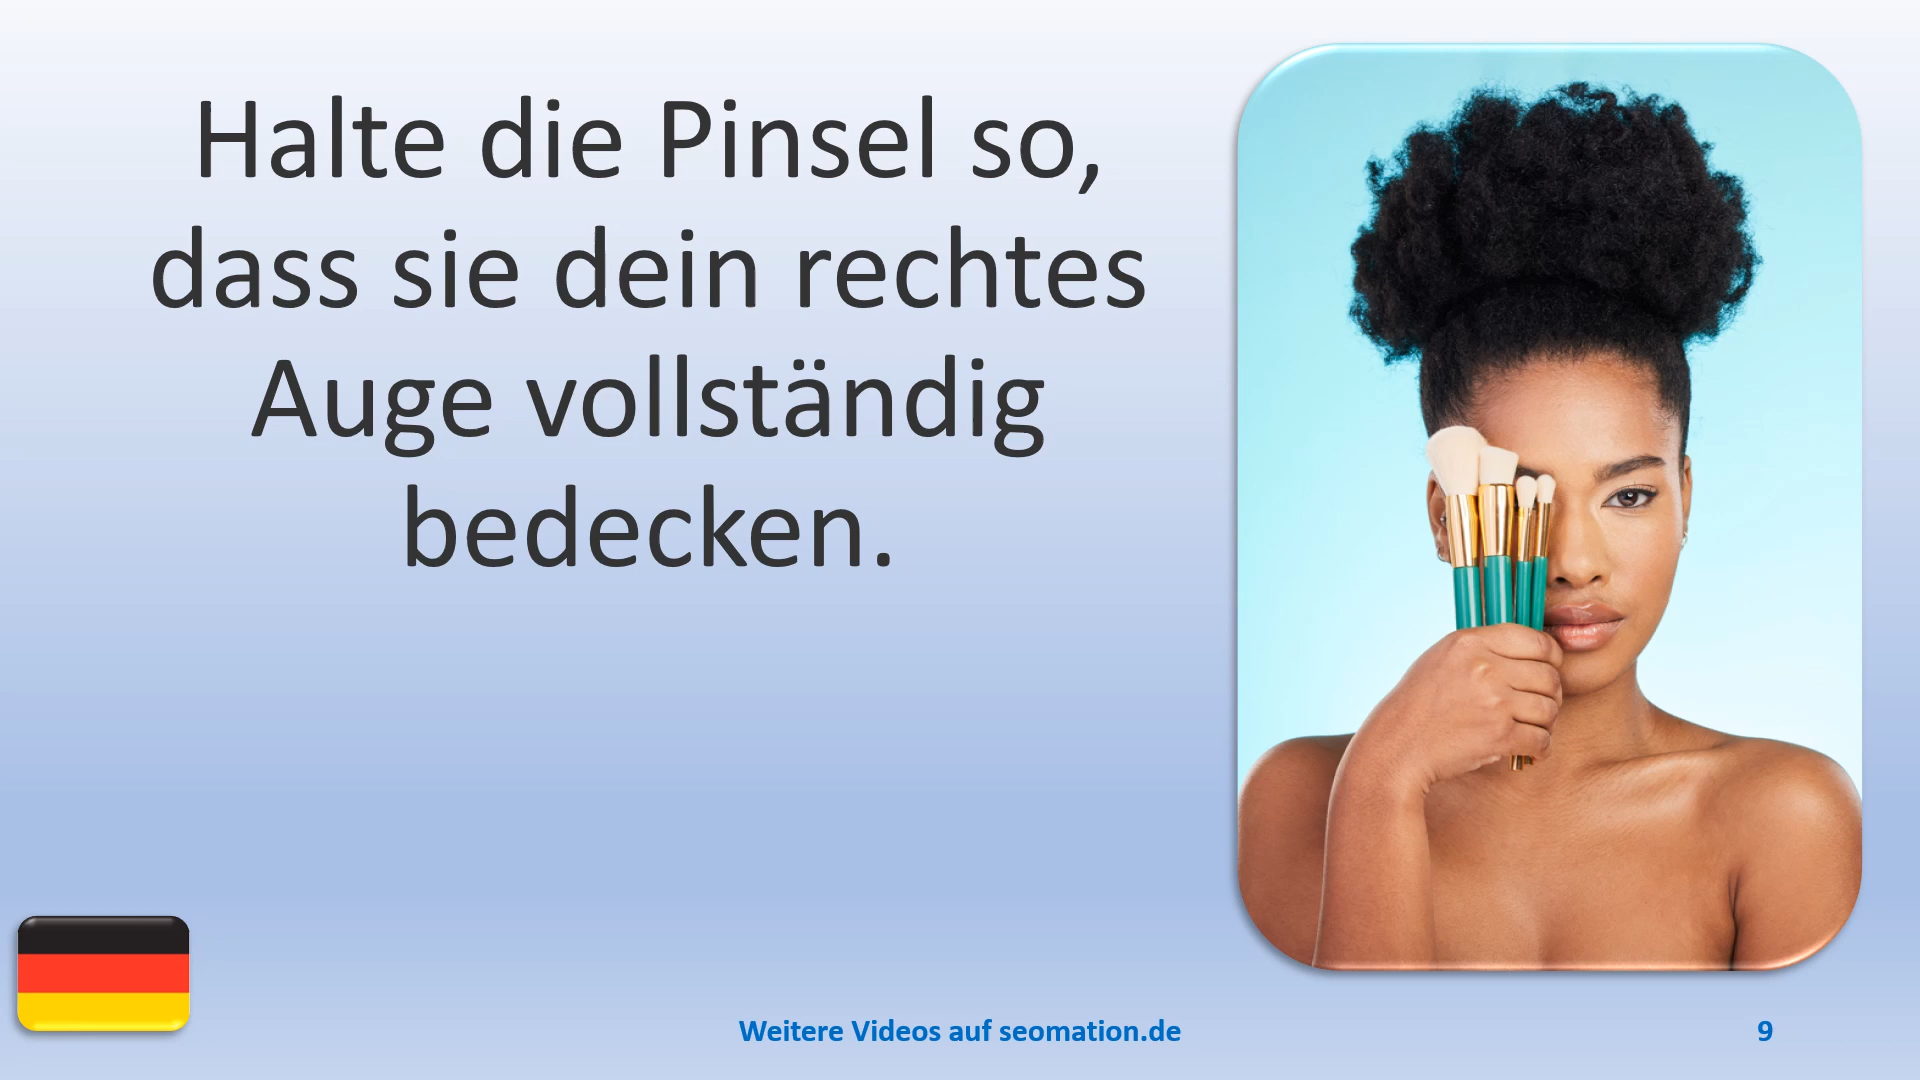 Halte die Pinsel so,
dass sie dein rechtes
Auge vollständig
bedecken.
Weitere Videos auf seomation.de
9